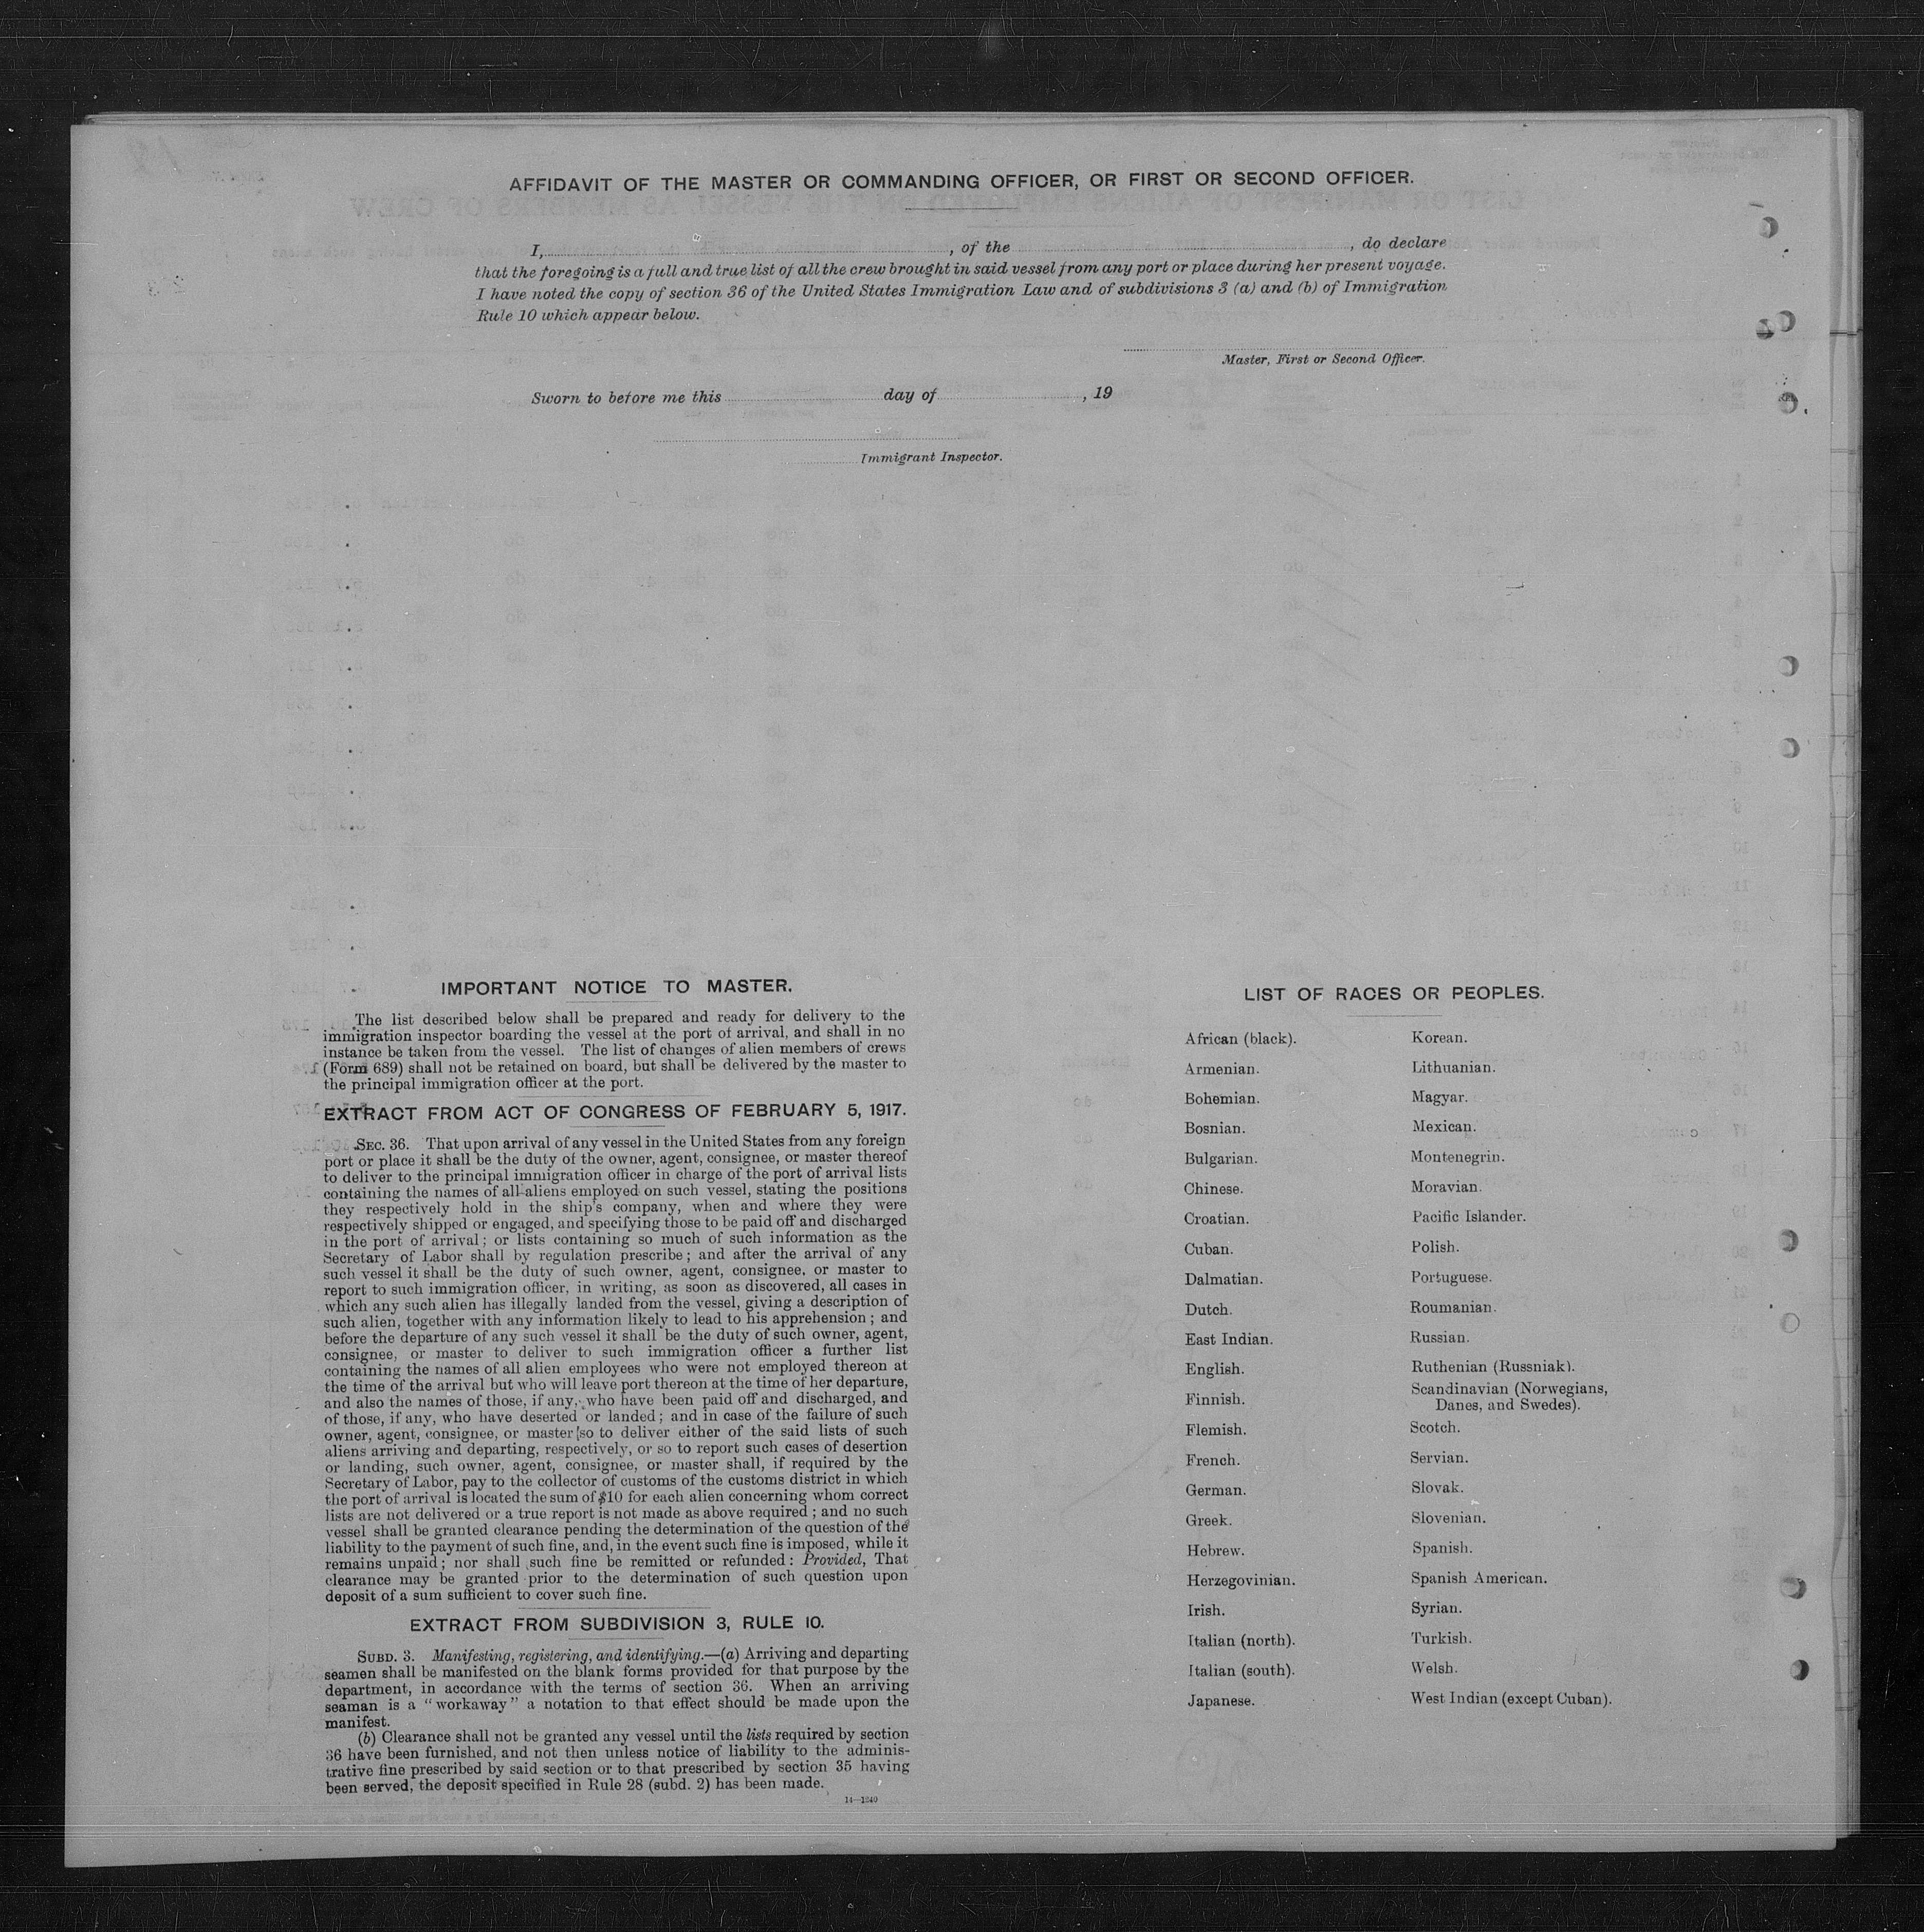 AFFIDAVIT OF THE MASTER OR COMMANDING OFFICER, OR FIRST OR SECOND OFFICER.
I, , of the , do declare
that the foregoing is a full and true list of all the crew brought in said vessel from any port or place during her present voyage.
I have noted the copy of section 36 of the United States Immigration Law and of subdivisions 3 (a) and (b) of Immigration
Rule 10 which appear below.
Master, First or Second Officer.
Sworn to before me this day of , 19
Immigrant Inspector.
IMPORTANT NOTICE TO MASTER.
The list described below shall be prepared and ready for delivery to the
immigration inspector boarding the vessel at the port of arrival, and shall in no
instance be taken from the vessel. The list of changes of alien members of crews
(Form 689) shall not be retained on board, but shall be delivered by the master to
the principal immigration officer at the port.
EXTRACT FROM ACT OF CONGRESS OF FEBRUARY 5, 1917.
SEC. 36. That upon arrival of any vessel in the United States from any foreign
port or place it shall be the duty of the owner, agent, consignee, or master thereof
to deliver to the principal immigration officer in charge of the port of arrival lists
containing the names of all aliens employed on such vessel, stating the positions
they respectively hold in the ship's company, when and where they were
respectively shipped or engaged, and specifying those to be paid off and discharged
in the port of arrival; or lists containing so much of such information as the
Secretary of Labor shall by regulation prescribe; and after the arrival of any
such vessel it shall be the duty of such owner, agent, consignee, or master to
report to such immigration officer, in writing, as soon as discovered, all cases in
which any such alien has illegally landed from the vessel, giving a description of
such alien, together with any information likely to lead to his apprehension; and
before the departure of any such vessel it shall be the duty of such owner, agent,
consignee, or master to deliver to such immigration officer a further list
containing the names of all alien employees who were not employed thereon at
the time of the arrival but who will leave port thereon at the time of her departure,
and also the names of those, if any, who have been paid off and discharged, and
of those, if any, who have deserted or landed; and in case of the failure of such
owner, agent, consignee, or master so to deliver either of the said lists of such
aliens arriving and departing, respectively, or so to report such cases of desertion
or landing, such owner, agent, consignee, or master shall, if required by the
Secretary of Labor, pay to the collector of customs of the customs district in which
the port of arrival is located the sum of $10 for each alien concerning whom correct
lists are not delivered or a true report is not made as above required; and no such
vessel shall be granted clearance pending the determination of the question of the
liability to the payment of such fine, and, in the event such fine is imposed, while it
remains unpaid; nor shall such fine be remitted or refunded: Provided, That
clearance may be granted prior to the determination of such question upon
deposit of a sum sufficient to cover such fine.
EXTRACT FROM SUBDIVISION 3, RULE 10.
SUBD. 3. Manifesting, registering, and identifying.—(a) Arriving and departing
seamen shall be manifested on the blank forms provided for that purpose by the
department, in accordance with the terms of section 36. When an arriving
seaman is a "workaway" a notation to that effect should be made upon the
manifest.
(b) Clearance shall not be granted any vessel until the lists required by section
36 have been furnished, and not then unless notice of liability to the adminis-
trative fine prescribed by said section or to that prescribed by section 35 having
been served, the deposit specified in Rule 28 (subd. 2) has been made.
14—1240
LIST OF RACES OR PEOPLES.
African (black).
Armenian.
Bohemian.
Bosnian.
Bulgarian.
Chinese.
Croatian.
Cuban.
Dalmatian.
Dutch.
East Indian.
English.
Finnish.
Flemish.
French.
German.
Greek.
Hebrew.
Herzegovinian.
Irish.
Italian (north).
Italian (south).
Japanese.
Korean.
Lithuanian.
Magyar.
Mexican.
Montenegrin.
Moravian.
Pacific Islander.
Polish.
Portuguese.
Roumanian.
Russian.
Ruthenian (Russniak).
Scandinavian (Norwegians,
Danes, and Swedes).
Scotch.
Servian.
Slovak.
Slovenian.
Spanish.
Spanish American.
Syrian.
Turkish.
Welsh.
West Indian (except Cuban).